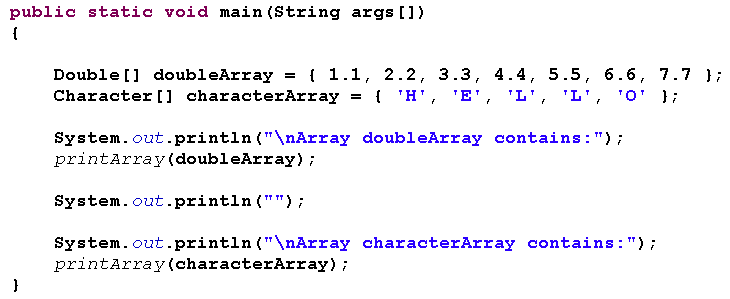 public static void main(String args[])
{
Double[] doubleArray = { 1.1, 2.2, 3.3, 4.4, 5.5, 6.6, 7.7 };
Character[] characterArray = { 'H', 'E', 'L', 'L', 'O' };
System.out.println("\nArray doubleArray contains:");
printArray(doubleArray);
System.out.println("");
System.out.println("\nArray characterArray contains:");
printArray(characterArray);
}